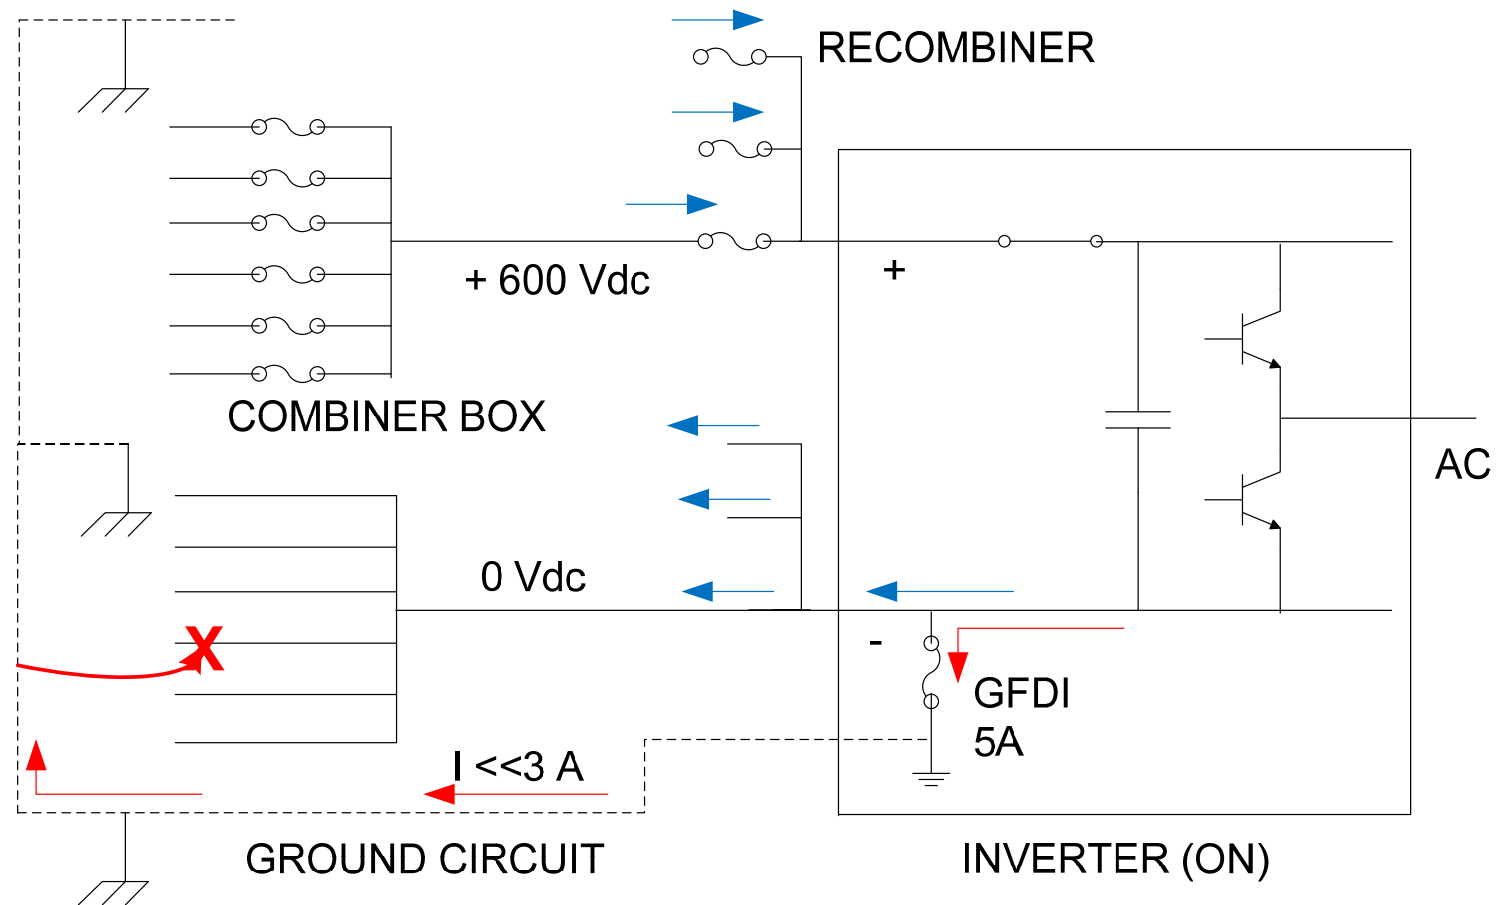 RECOMBINER
+
+ 600 Vdc
COMBINER BOX
AC
0 Vdc
-
X
GFDI
5A
I <<3 A
GROUND CIRCUIT
INVERTER (ON)